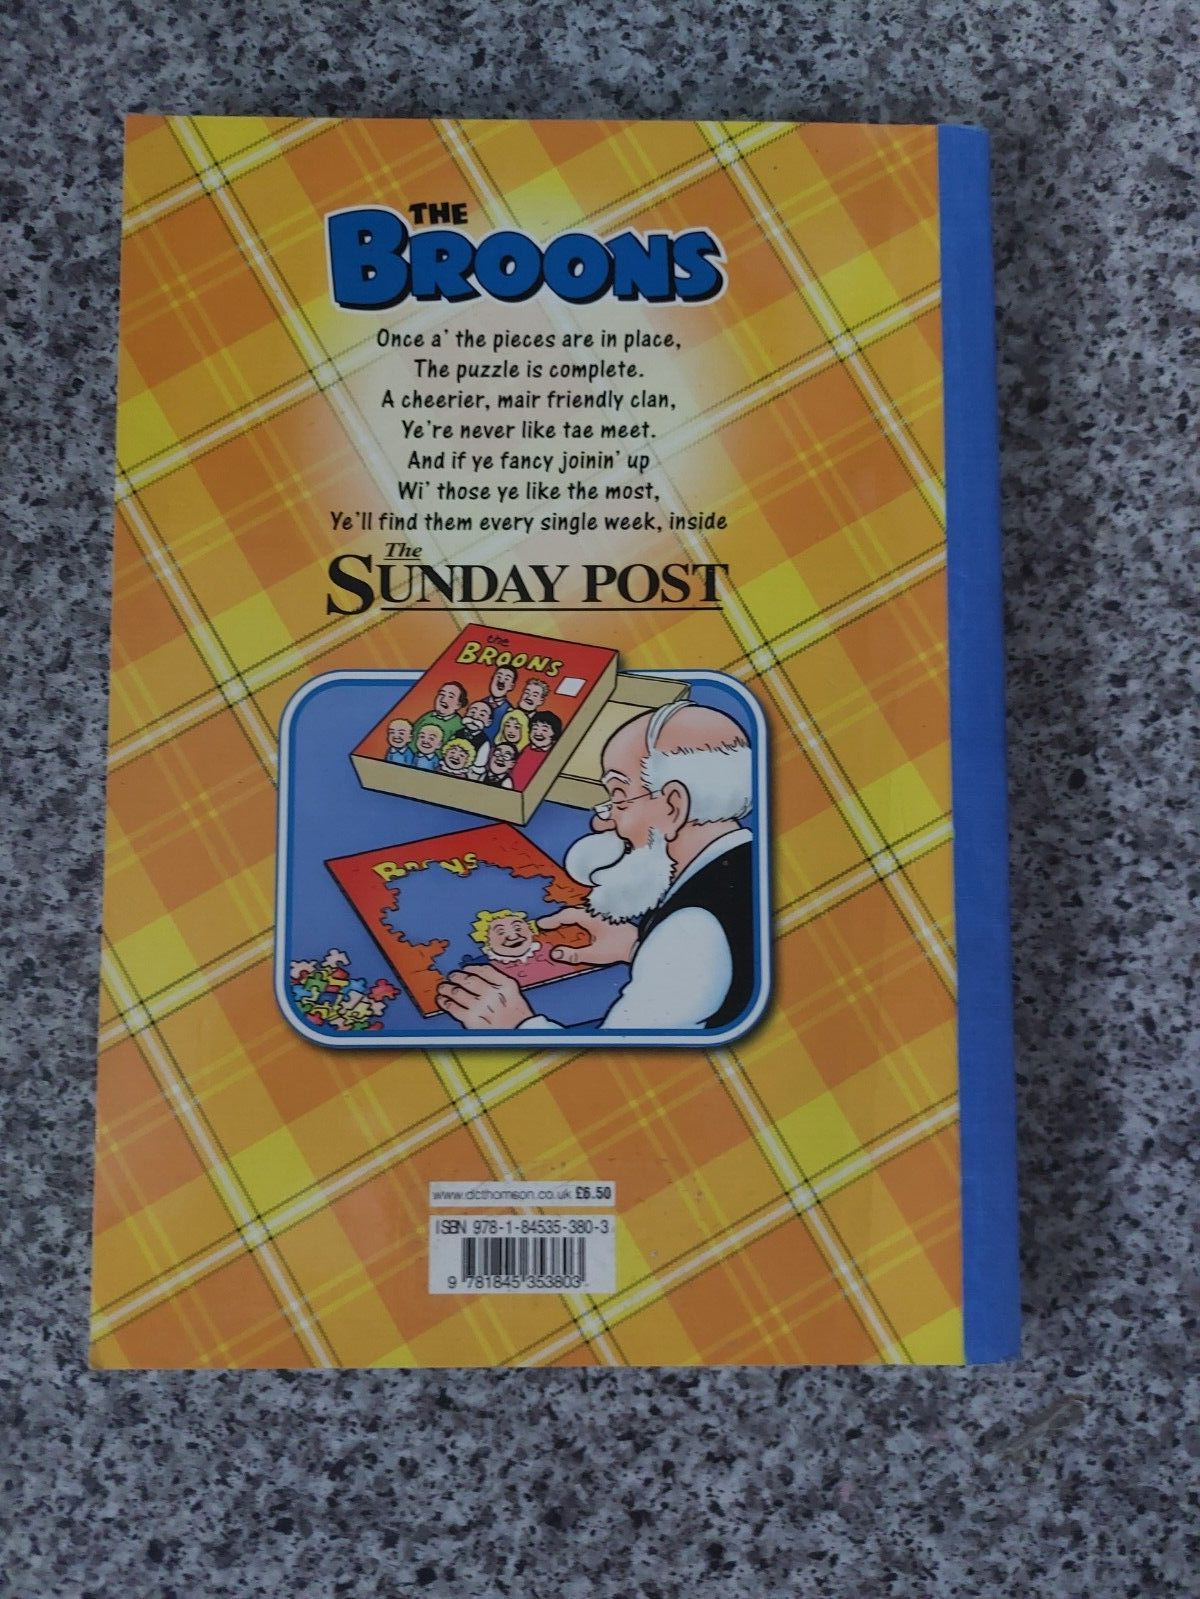 THE
BROONS
Once a' the pieces are in place,
The puzzle is complete.
A cheerier, mair friendly clan,
Ye're never like tae meet.
And if ye fancy joinin' up
Wi' those ye like the most,
Ye'll find them every single week, inside
The
SUNDAY POST
the
BROONS
BROONS
www.dcthomson.co.uk £6.50
ISBN 978-1-84535-380-3
9 781845 353803